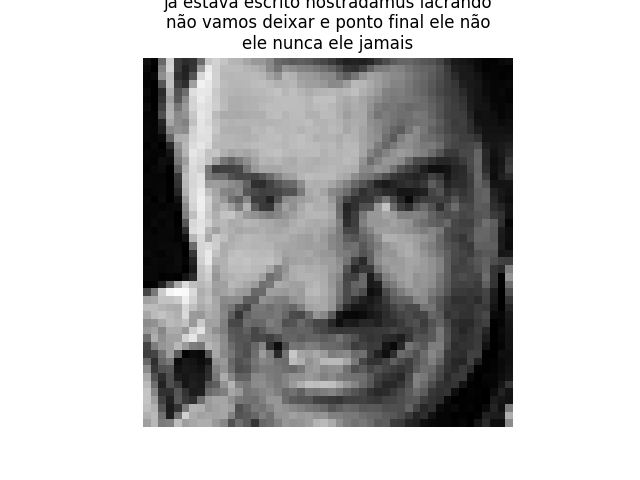 já estava escrito nostradamus lacrando
não vamos deixar e ponto final ele não
ele nunca ele jamais